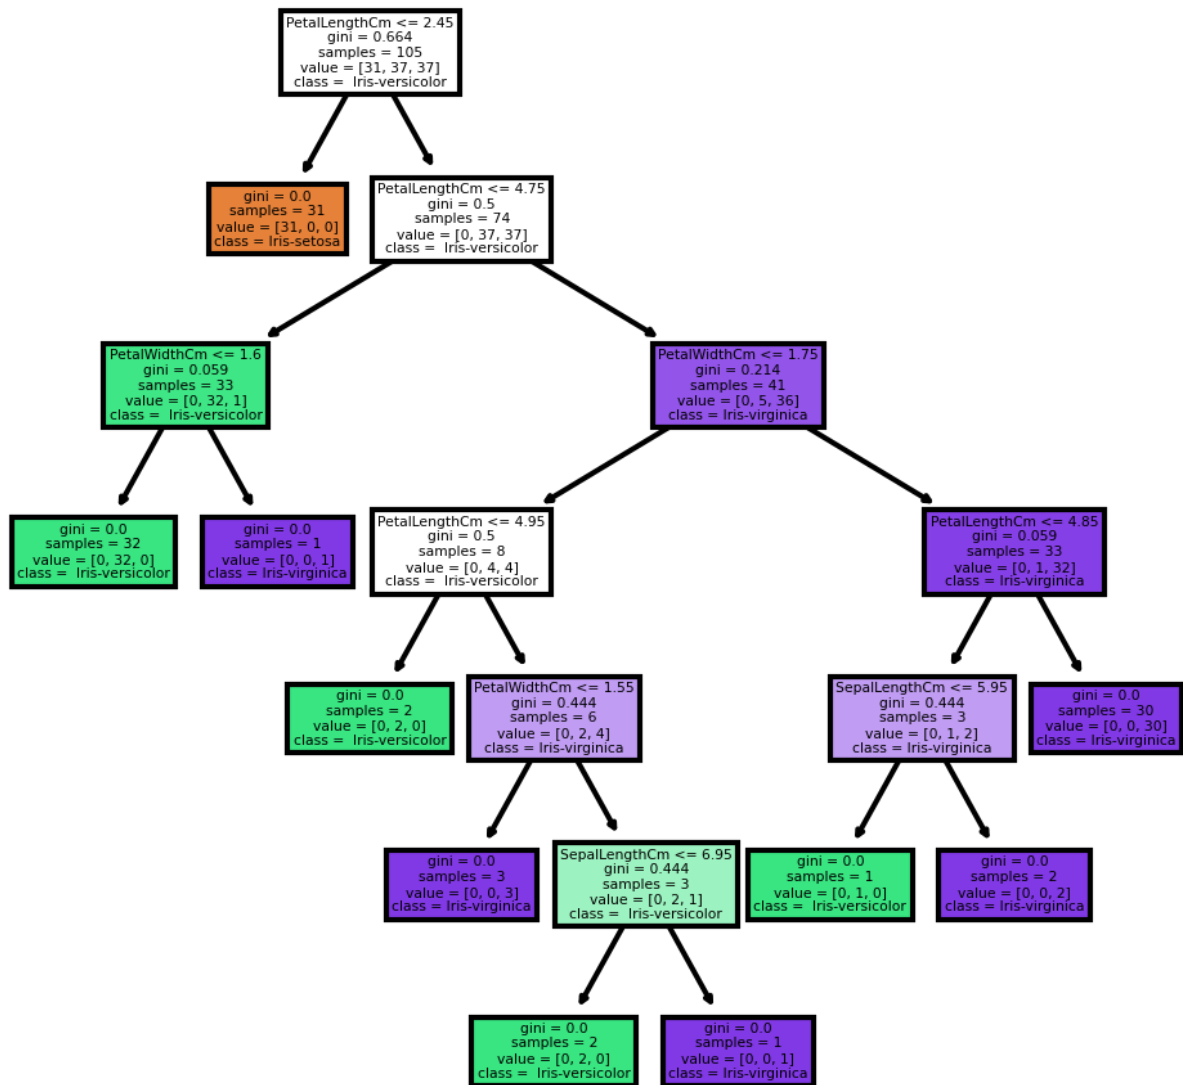 PetalLengthCm <= 2.45
gini = 0.664
samples = 105
value = [31, 37, 37]
class =  Iris-versicolor
gini = 0.0
samples = 31
value = [31, 0, 0]
class = Iris-setosa
PetalLengthCm <= 4.75
gini = 0.5
samples = 74
value = [0, 37, 37]
class =  Iris-versicolor
PetalWidthCm <= 1.6
gini = 0.059
samples = 33
value = [0, 32, 1]
class =  Iris-versicolor
PetalWidthCm <= 1.75
gini = 0.214
samples = 41
value = [0, 5, 36]
class = Iris-virginica
gini = 0.0
samples = 32
value = [0, 32, 0]
class =  Iris-versicolor
gini = 0.0
samples = 1
value = [0, 0, 1]
class = Iris-virginica
PetalLengthCm <= 4.95
gini = 0.5
samples = 8
value = [0, 4, 4]
class =  Iris-versicolor
PetalLengthCm <= 4.85
gini = 0.059
samples = 33
value = [0, 1, 32]
class = Iris-virginica
gini = 0.0
samples = 2
value = [0, 2, 0]
class =  Iris-versicolor
PetalWidthCm <= 1.55
gini = 0.444
samples = 6
value = [0, 2, 4]
class = Iris-virginica
SepalLengthCm <= 5.95
gini = 0.444
samples = 3
value = [0, 1, 2]
class = Iris-virginica
gini = 0.0
samples = 30
value = [0, 0, 30]
class = Iris-virginica
gini = 0.0
samples = 3
value = [0, 0, 3]
class = Iris-virginica
SepalLengthCm <= 6.95
gini = 0.444
samples = 3
value = [0, 2, 1]
class =  Iris-versicolor
gini = 0.0
samples = 1
value = [0, 1, 0]
class =  Iris-versicolor
gini = 0.0
samples = 2
value = [0, 0, 2]
class = Iris-virginica
gini = 0.0
samples = 2
value = [0, 2, 0]
class =  Iris-versicolor
gini = 0.0
samples = 1
value = [0, 0, 1]
class = Iris-virginica